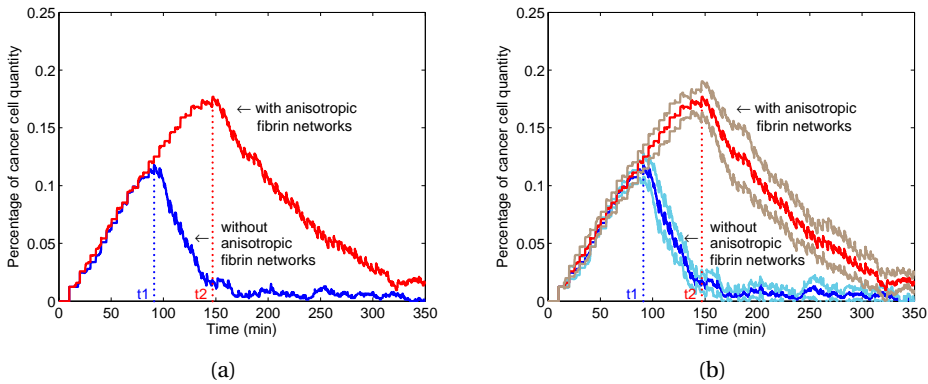 0.25
0.2
0.15
0.1
0.05
0
Percentage of cancer cell quantity
← with anisotropic
fibrin networks
← without
anisotropic
fibrin networks
t1
t2
0 50 100 150 200 250 300 350
Time (min)
(a)
0.25
0.2
0.15
0.1
0.05
0
Percentage of cancer cell quantity
← with anisotropic
fibrin networks
← without
anisotropic
fibrin networks
t1
t2
0 50 100 150 200 250 300 350
Time (min)
(b)